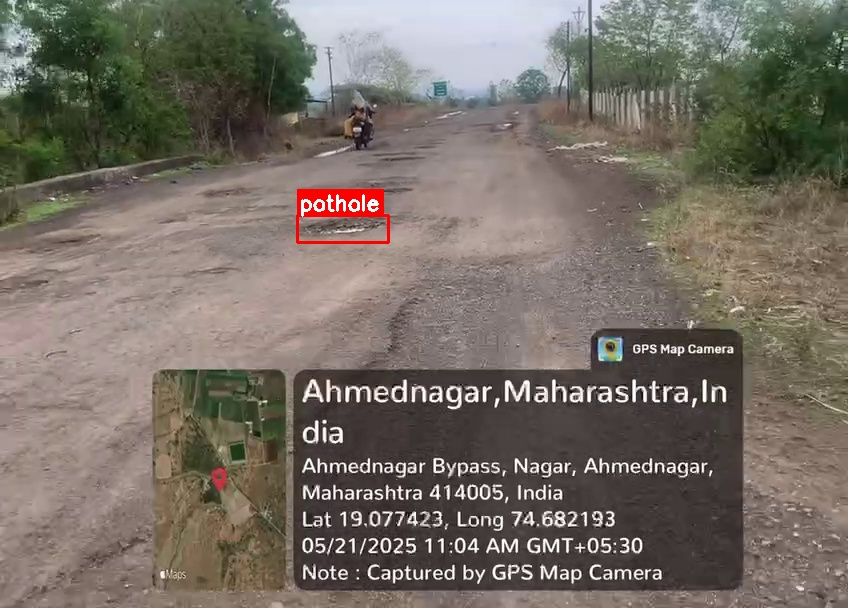 pothole
GPS Map Camera
Ahmednagar,Maharashtra,In
dia
Ahmednagar Bypass, Nagar, Ahmednagar,
Maharashtra 414005, India
Lat 19.077423, Long 74.682193
05/21/2025 11:04 AM GMT+05:30
Note : Captured by GPS Map Camera
Maps